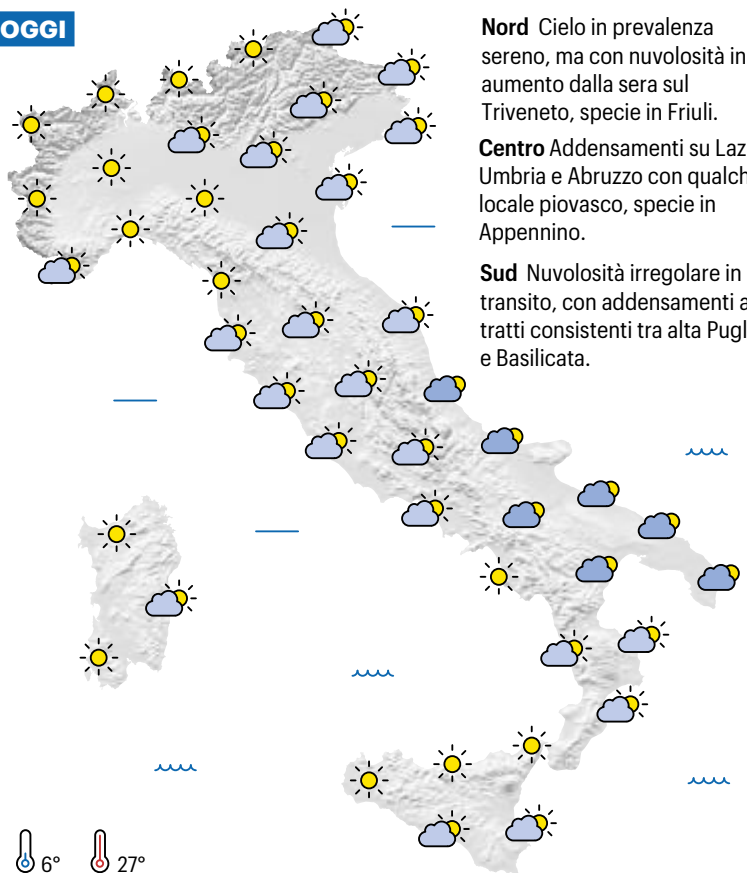 OGGI
Nord Cielo in prevalenza
sereno, ma con nuvolosità in
aumento dalla sera sul
Triveneto, specie in Friuli.
Centro Addensamenti su Laz
Umbria e Abruzzo con qualch
locale piovasco, specie in
Appennino.
Sud Nuvolosità irregolare in
transito, con addensamenti a
tratti consistenti tra alta Pugl
e Basilicata.
6° 27°